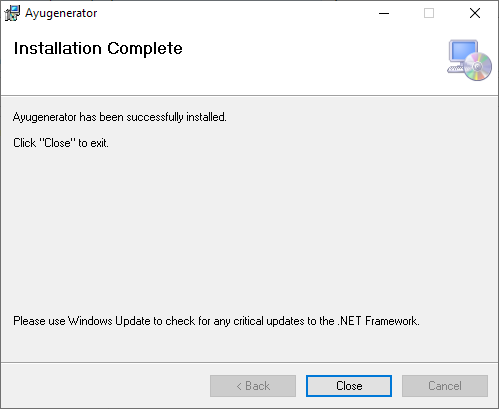 Ayugenerator
Installation Complete
Ayugenerator has been successfully installed.
Click "Close" to exit.
Please use Windows Update to check for any critical updates to the .NET Framework.
< Back
Close
Cancel